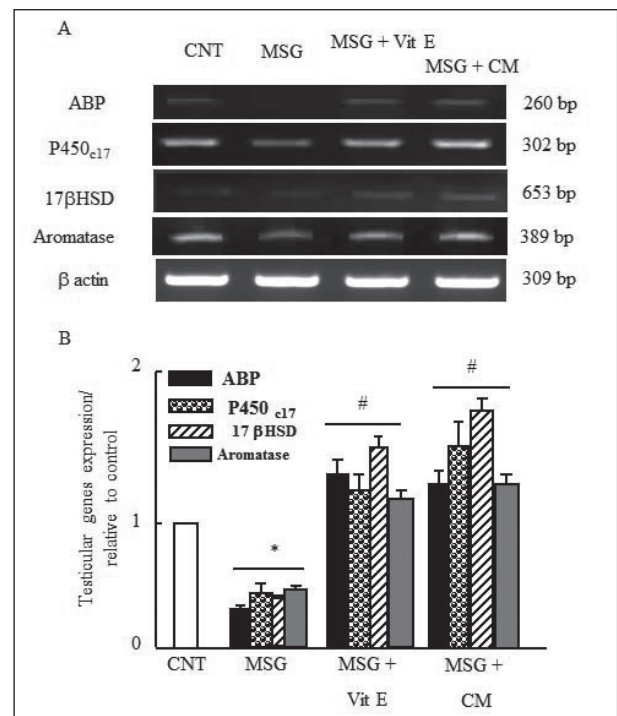 A
CNT MSG MSG + Vit E MSG + CM
ABP 260 bp
P450c17 302 bp
17βHSD 653 bp
Aromatase 389 bp
β actin 309 bp
B
Testicular genes expression/
relative to control
2
1
0
ABP
P450 c17
17 βHSD
Aromatase
* # #
CNT MSG MSG + MSG +
Vit E CM